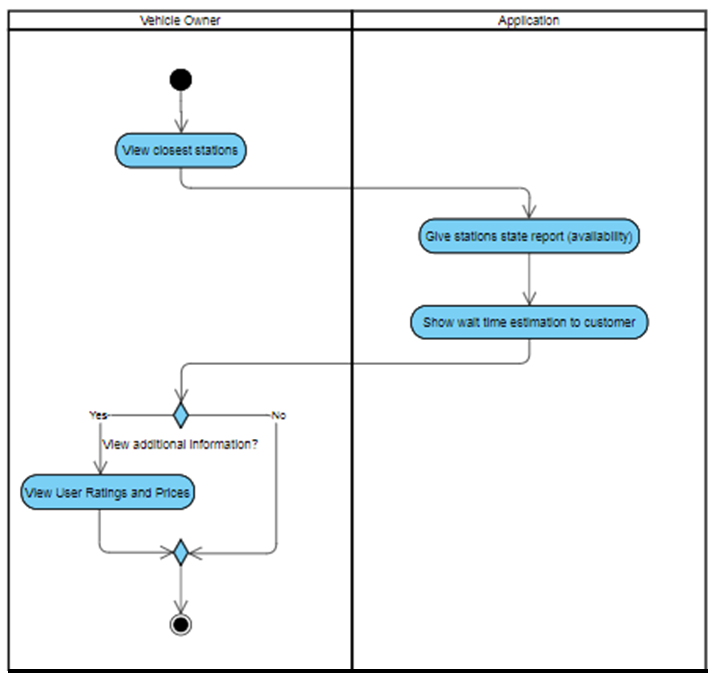 Vehicle Owner
Application
View closest stations
Give stations state report (availability)
Show wait time estimation to customer
Yes
No
View additional information?
View User Ratings and Prices